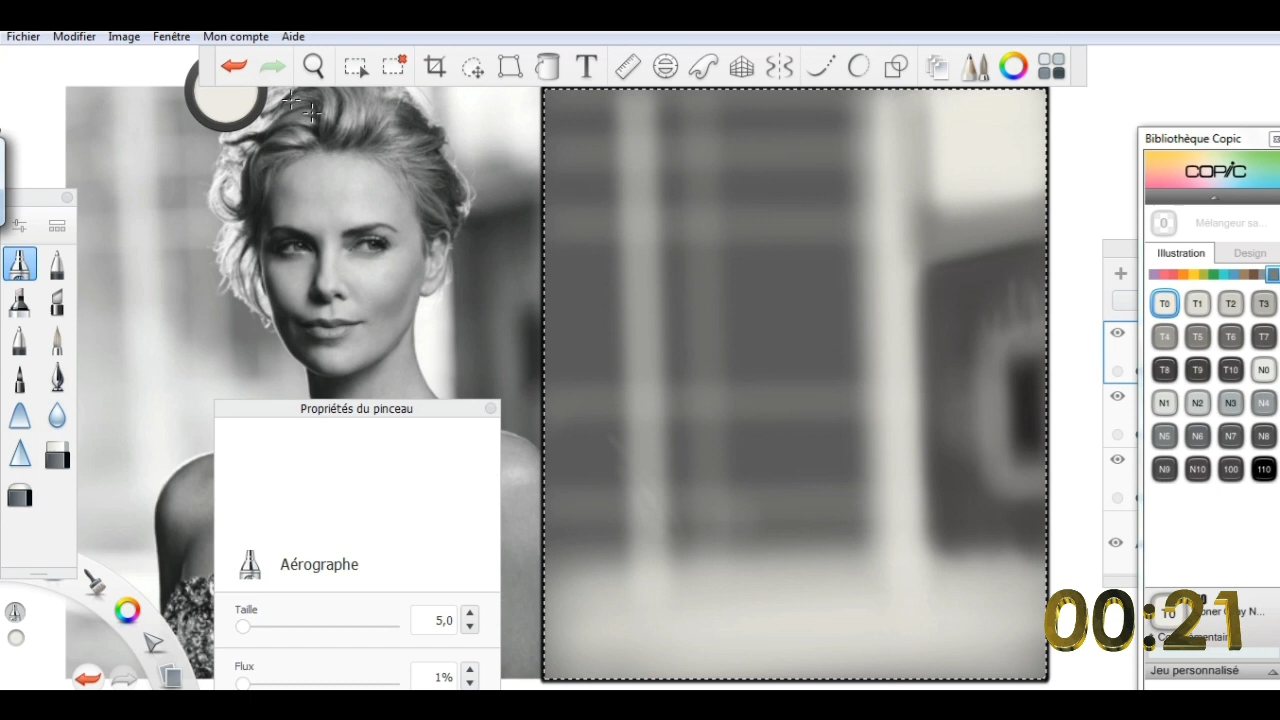 Fichier Modifier Image Fenêtre Mon compte Aide
T
Bibliothèque Copic
COPIC
0 Mélangeur sa...
Illustration Design
T0 T1 T2 T3
T4 T5 T6 T7
T8 T9 T10 N0
N1 N2 N3 N4
N5 N6 N7 N8
N9 N10 100 110
Propriétés du pinceau
Aérographe
Taille 5,0
Flux 1%
00:21
T0
Jeu personnalisé